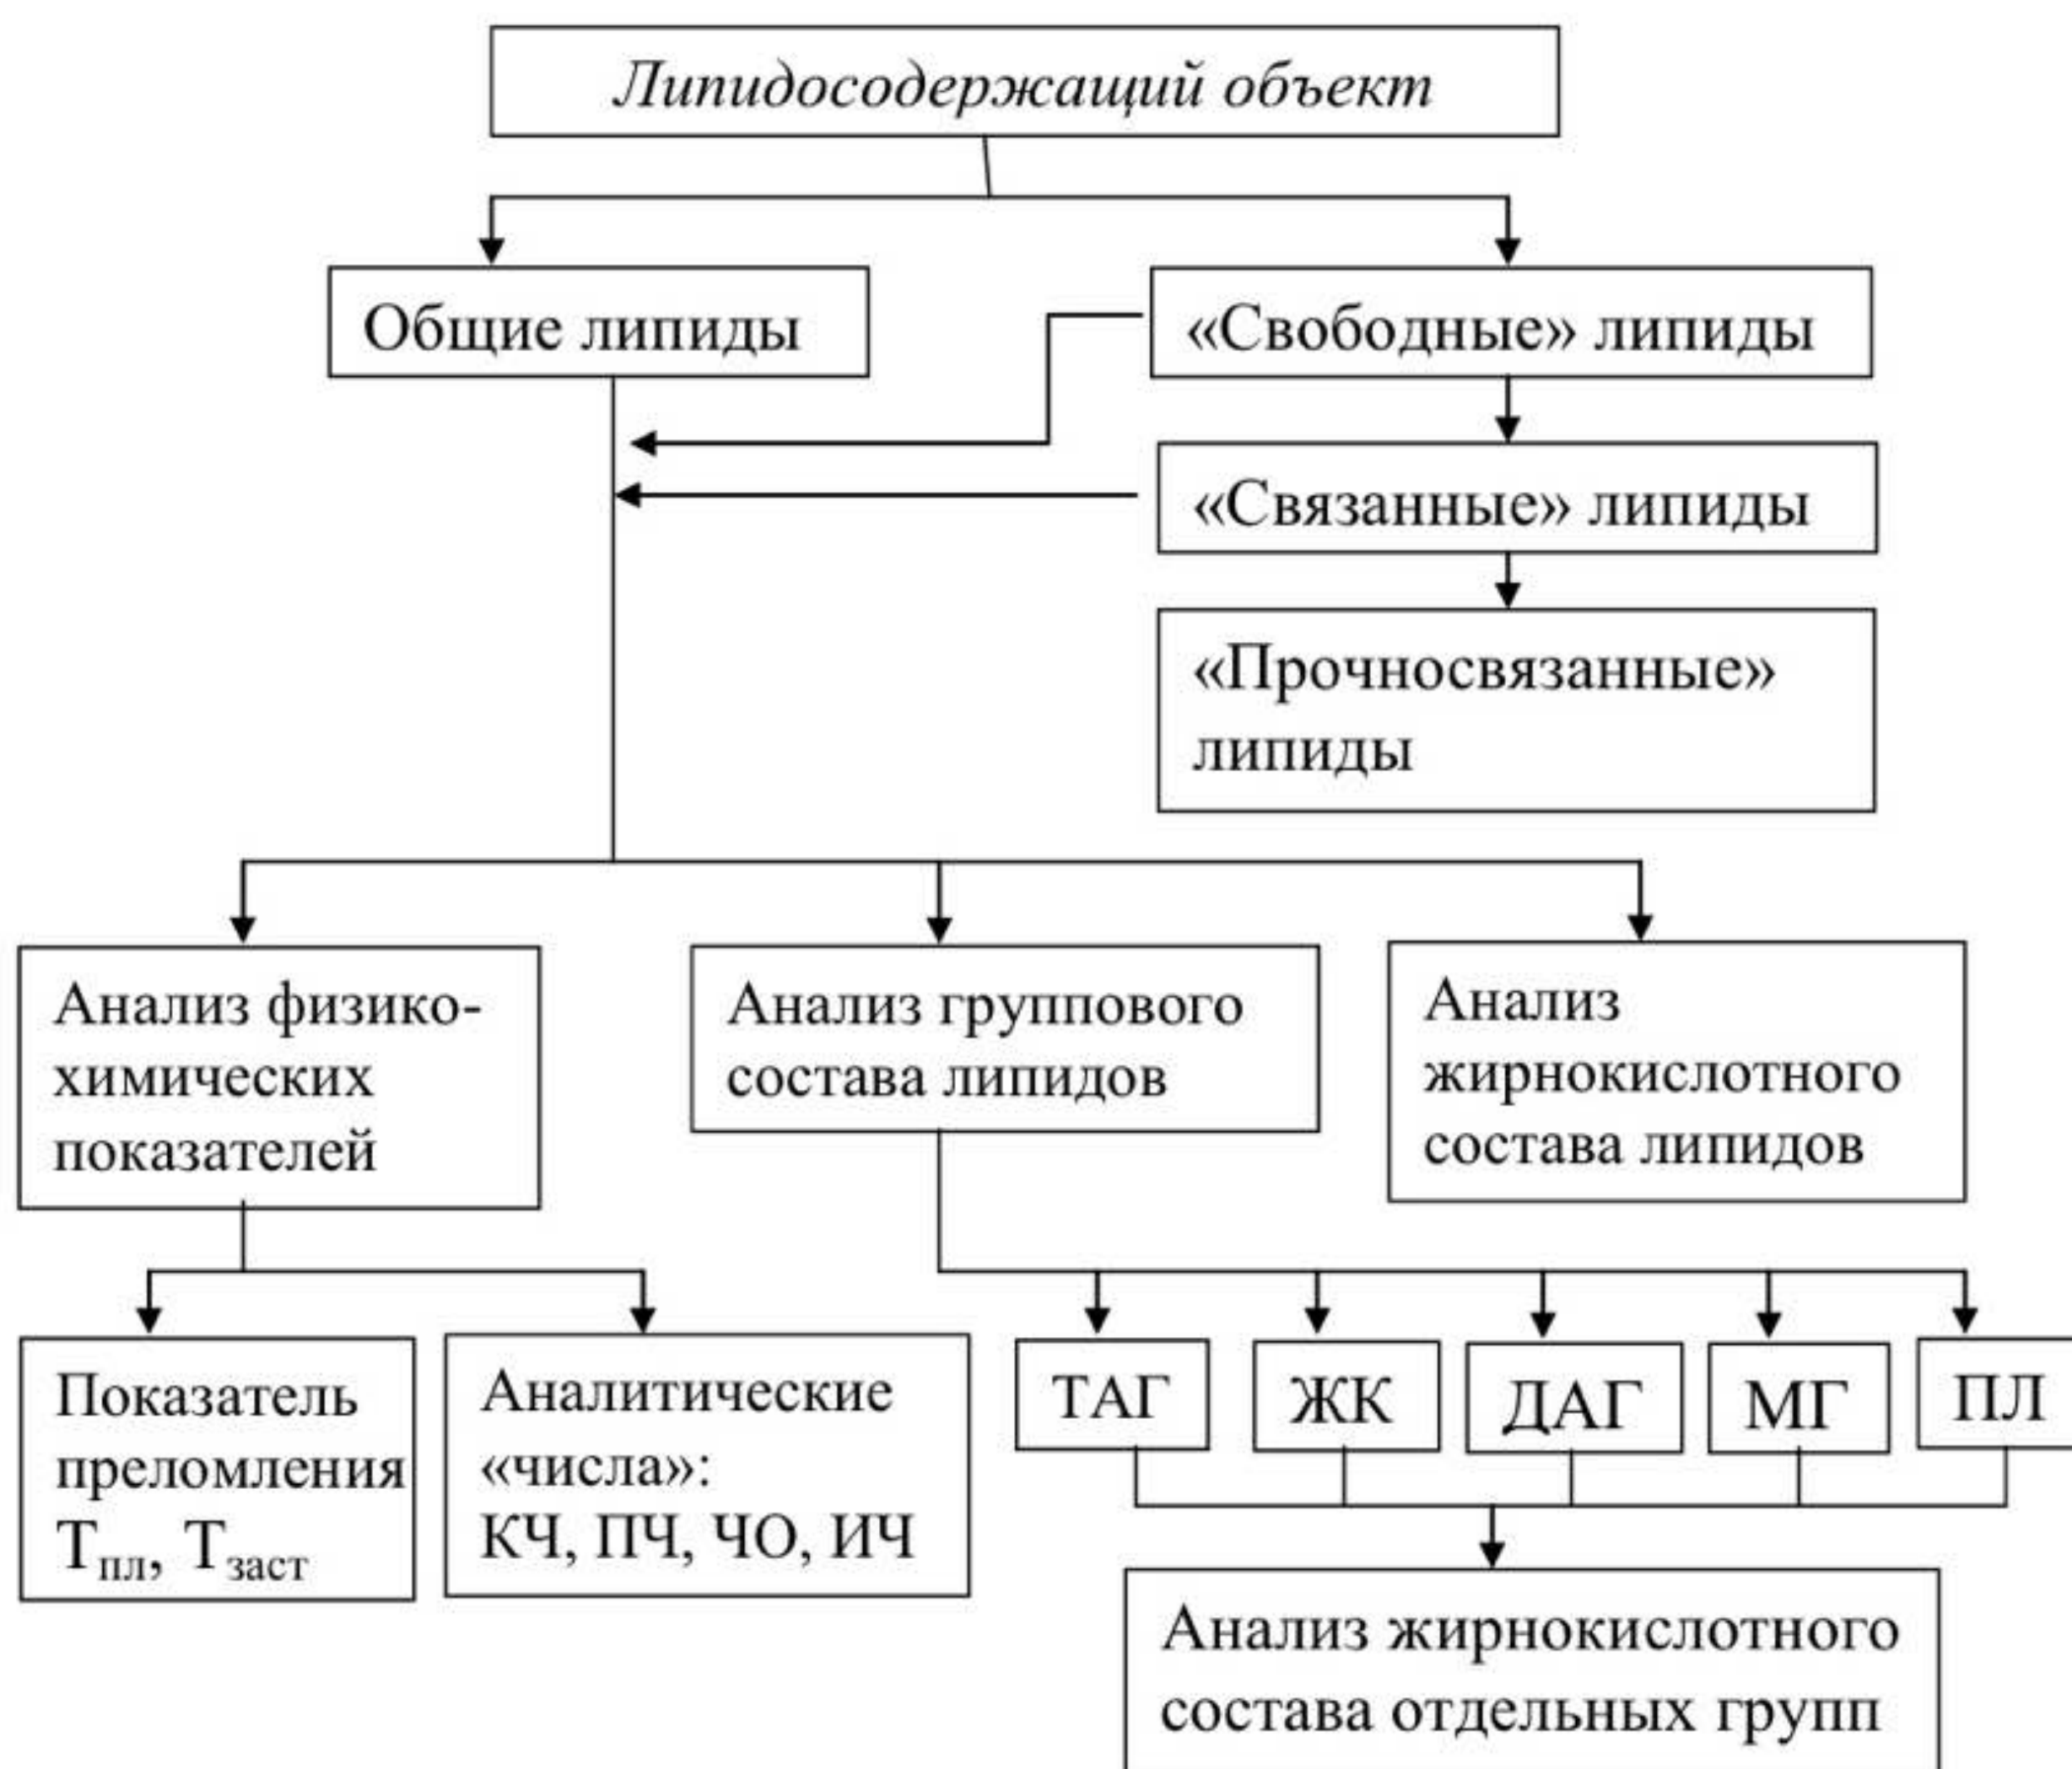 Липидосодержащий объект
Общие липиды
«Свободные» липиды
«Связанные» липиды
«Прочносвязанные»
липиды
Анализ физико-
химических
показателей
Анализ группового
состава липидов
Анализ
жирнокислотного
состава липидов
Показатель
преломления
Тпл, Тзаст
Аналитические
«числа»:
КЧ, ПЧ, ЧО, ИЧ
ТАГ
ЖК
ДАГ
МГ
ПЛ
Анализ жирнокислотного
состава отдельных групп